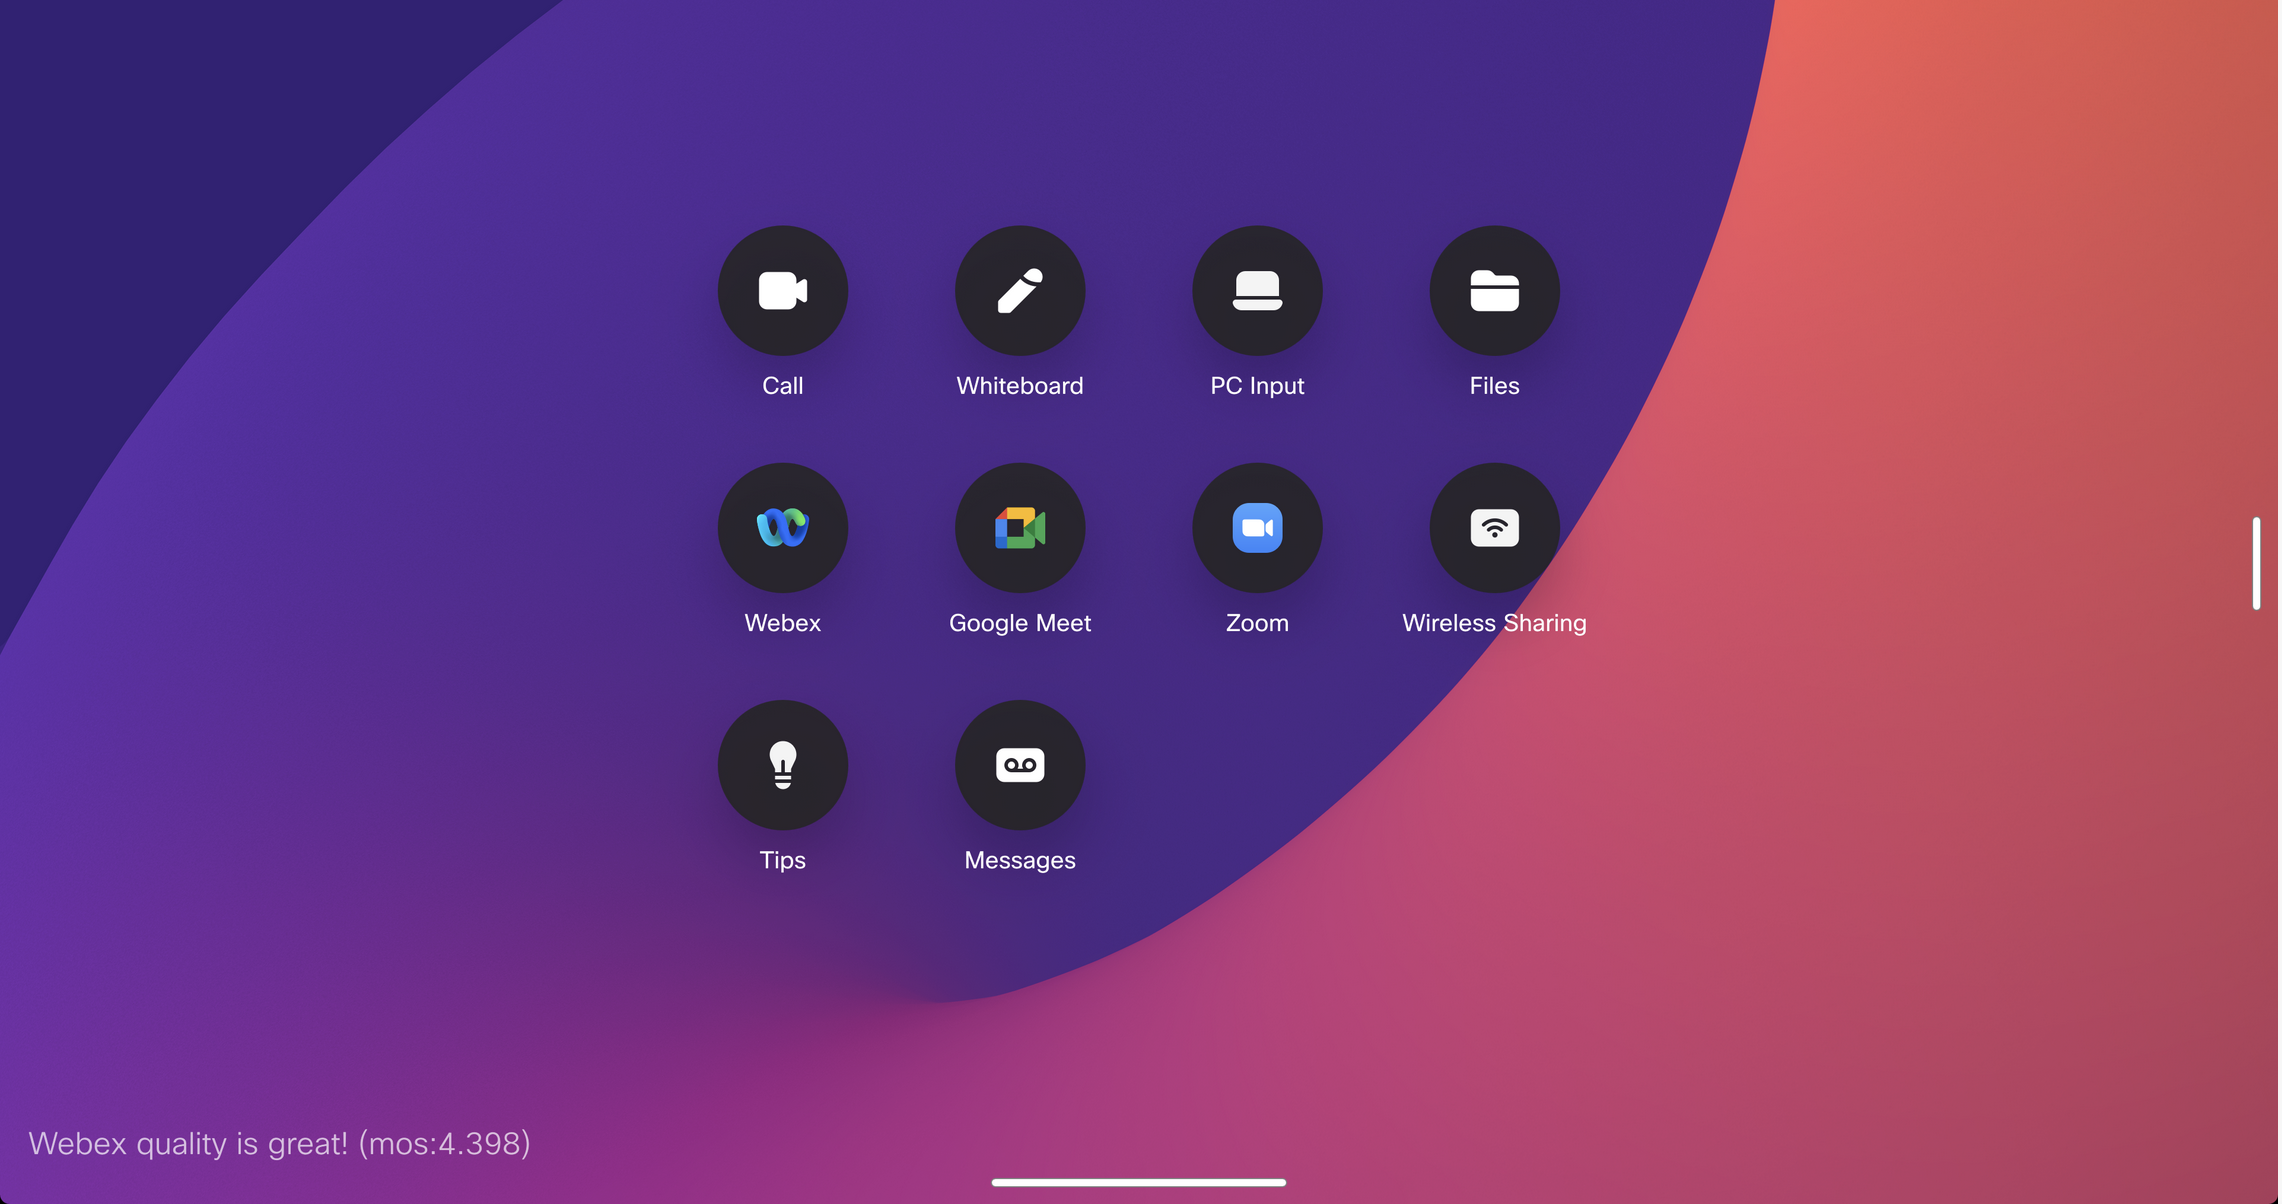 Call
Whiteboard
PC Input
Files
Webex
Google Meet
Zoom
Wireless Sharing
Tips
Messages
Webex quality is great! (mos:4.398)